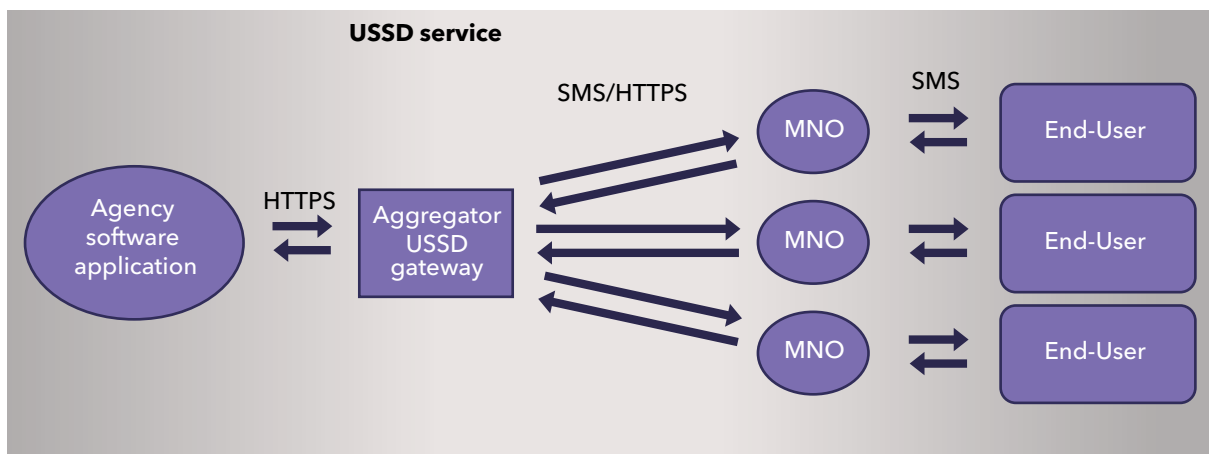 USSD service
SMS/HTTPS
SMS
MNO
End-User
HTTPS
Agency
software
application
Aggregator
USSD
gateway
MNO
End-User
MNO
End-User